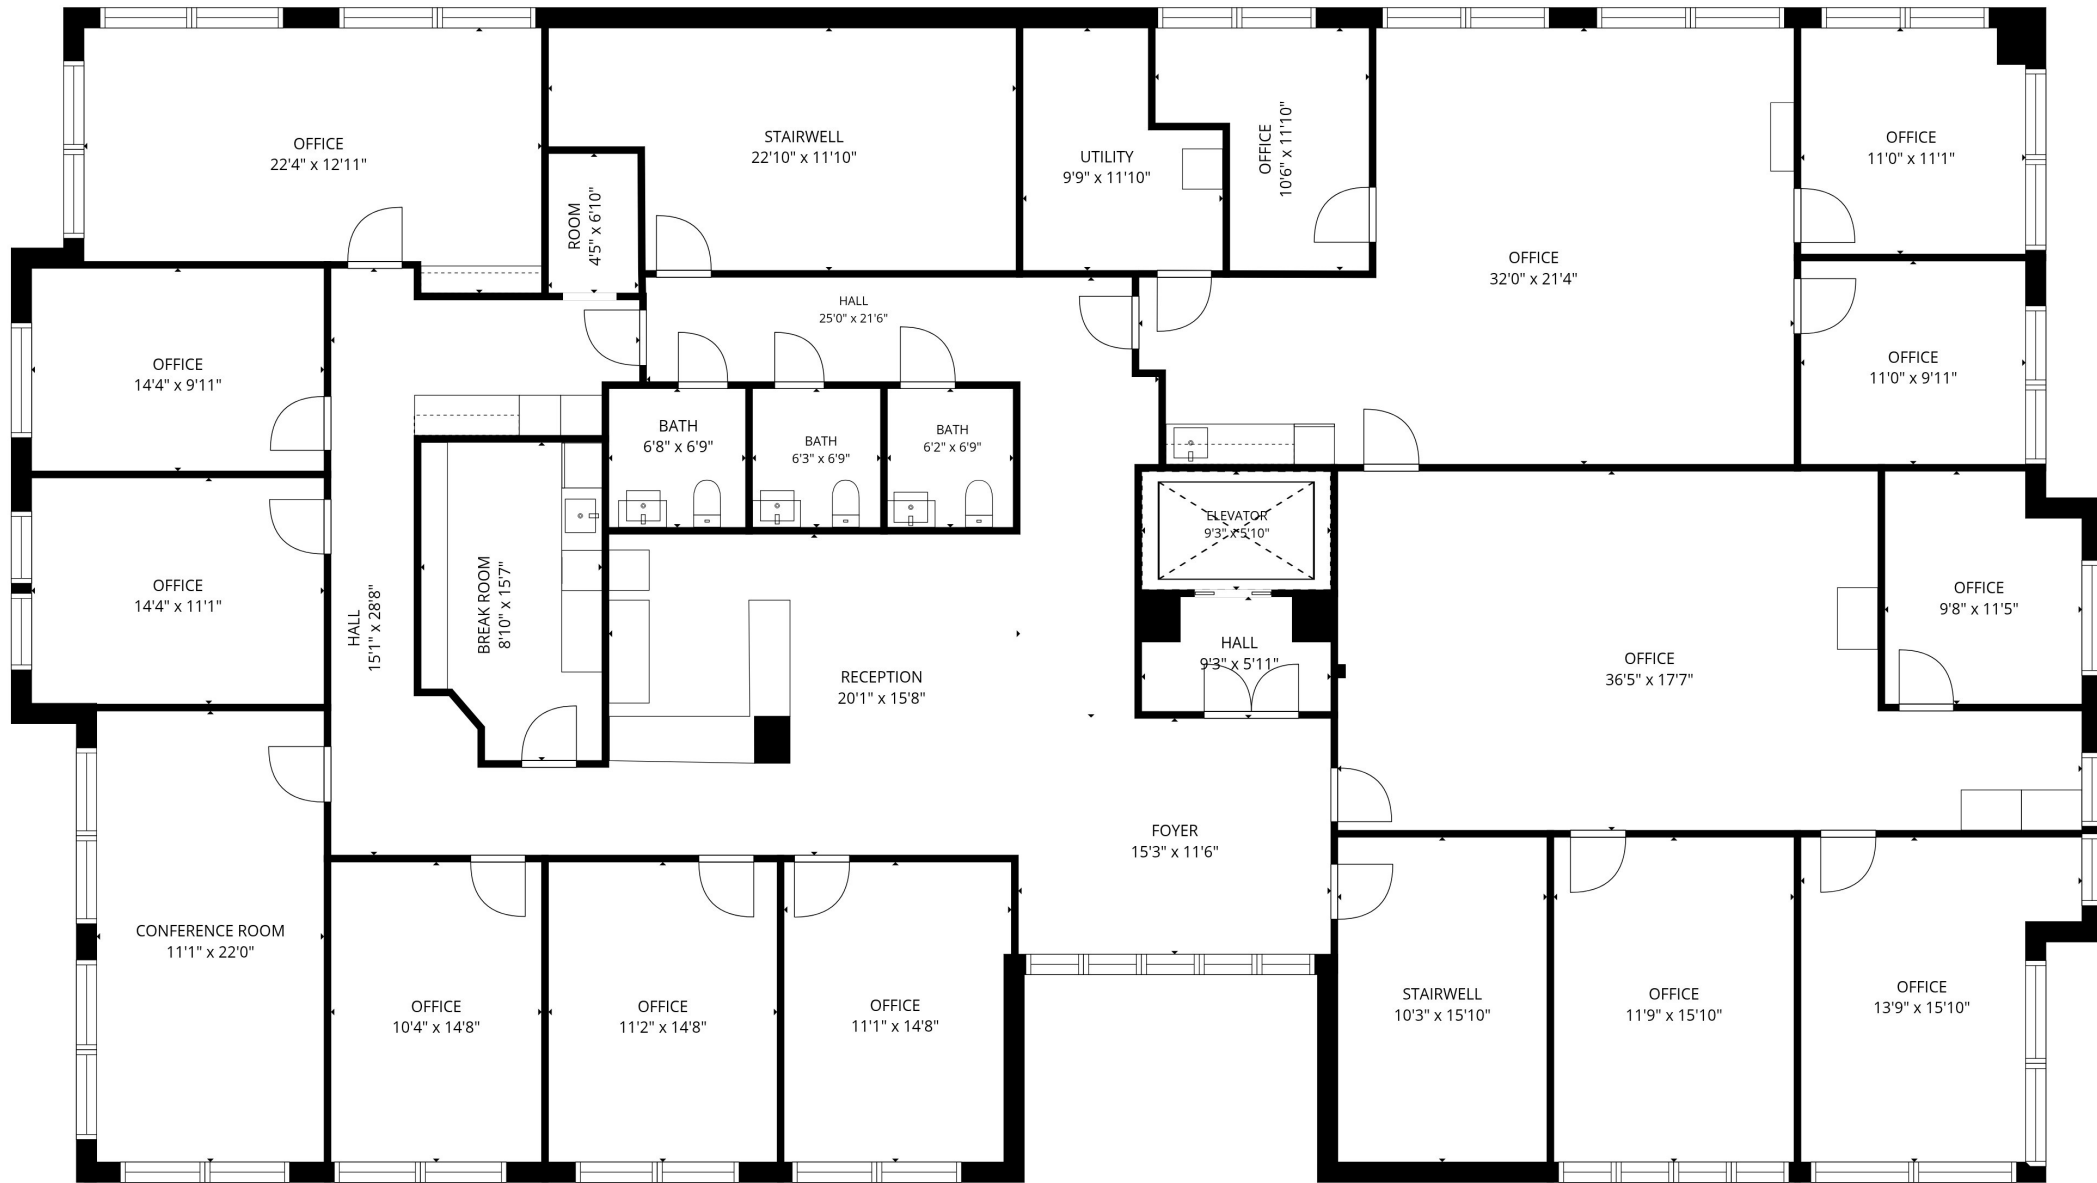 OFFICE
22'4" x 12'11"
STAIRWELL
22'10" x 11'10"
UTILITY
9'9" x 11'10"
OFFICE
10'6" x 11'10"
OFFICE
11'0" x 11'1"
ROOM
4'5" x 6'10"
OFFICE
32'0" x 21'4"
HALL
25'0" x 21'6"
OFFICE
14'4" x 9'11"
OFFICE
11'0" x 9'11"
BATH
6'8" x 6'9"
BATH
6'3" x 6'9"
BATH
6'2" x 6'9"
ELEVATOR
9'3" x 5'10"
OFFICE
14'4" x 11'1"
HALL
15'1" x 28'8"
BREAK ROOM
8'10" x 15'7"
OFFICE
9'8" x 11'5"
HALL
9'3" x 5'11"
RECEPTION
20'1" x 15'8"
OFFICE
36'5" x 17'7"
FOYER
15'3" x 11'6"
CONFERENCE ROOM
11'1" x 22'0"
OFFICE
10'4" x 14'8"
OFFICE
11'2" x 14'8"
OFFICE
11'1" x 14'8"
STAIRWELL
10'3" x 15'10"
OFFICE
11'9" x 15'10"
OFFICE
13'9" x 15'10"